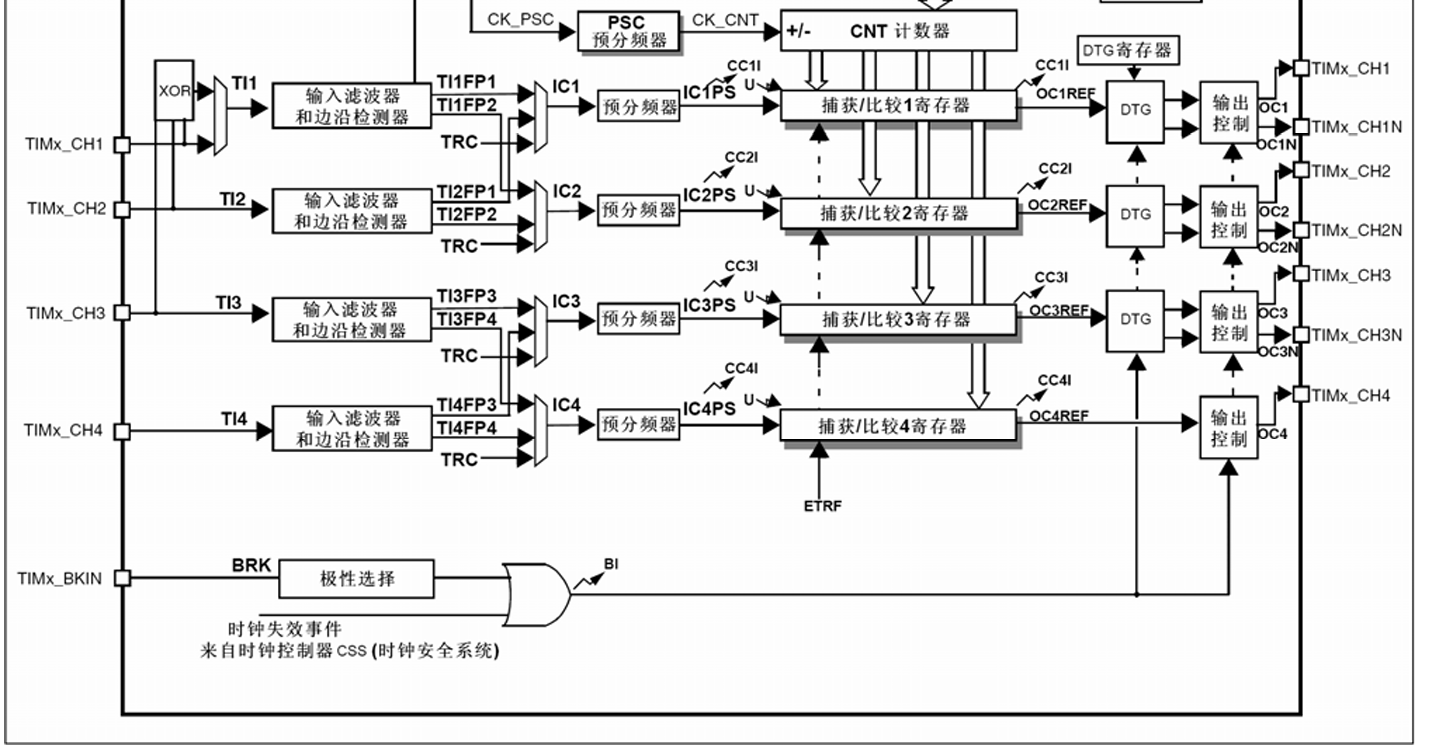 CK_PSC
PSC
预分频器
CK_CNT
+/-
CNT 计数器
DTG寄存器
XOR
TI1
输入滤波器
和边沿检测器
TI1FP1
TI1FP2
TRC
IC1
预分频器
IC1PS
CC1I
U
捕获/比较1寄存器
CC1I
OC1REF
DTG
输出
控制
OC1
OC1N
TIMx_CH1
TIMx_CH1N
TIMx_CH1
TIMx_CH2
TI2
输入滤波器
和边沿检测器
TI2FP1
TI2FP2
TRC
IC2
预分频器
IC2PS
CC2I
U
捕获/比较2寄存器
CC2I
OC2REF
DTG
输出
控制
OC2
OC2N
TIMx_CH2
TIMx_CH2N
TIMx_CH3
TI3
输入滤波器
和边沿检测器
TI3FP3
TI3FP4
TRC
IC3
预分频器
IC3PS
CC3I
U
捕获/比较3寄存器
CC3I
OC3REF
DTG
输出
控制
OC3
OC3N
TIMx_CH3
TIMx_CH3N
TIMx_CH4
TI4
输入滤波器
和边沿检测器
TI4FP3
TI4FP4
TRC
IC4
预分频器
IC4PS
CC4I
U
捕获/比较4寄存器
CC4I
OC4REF
输出
控制
OC4
TIMx_CH4
ETRF
TIMx_BKIN
BRK
极性选择
BI
时钟失效事件
来自时钟控制器CSS (时钟安全系统)